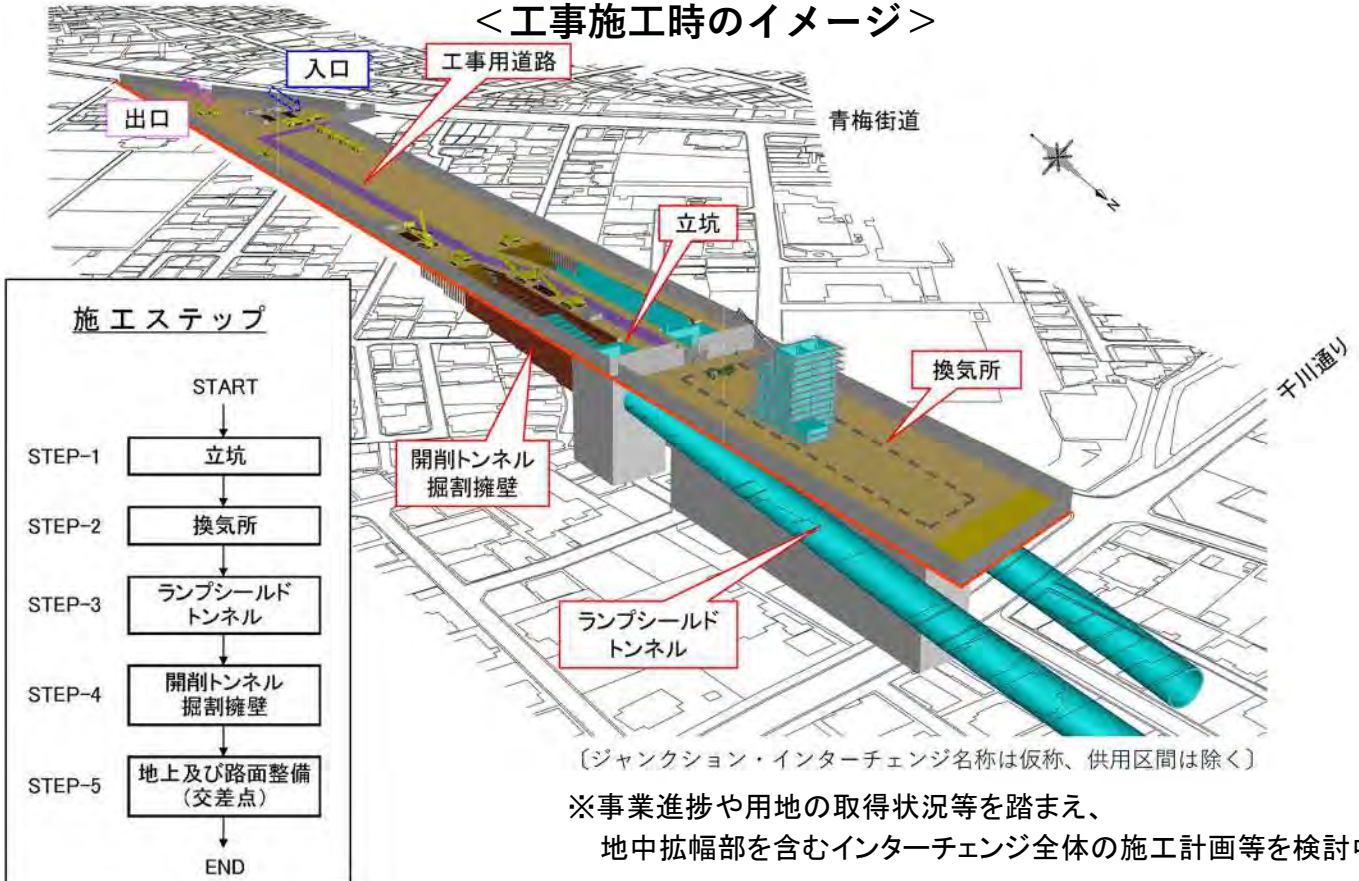 ＜工事施工時のイメージ＞
入口
工事用道路
出口
青梅街道
N
立坑
千川通り
換気所
開削トンネル
掘割擁壁
ランプシールド
トンネル
施工ステップ
START
STEP-1
立坑
STEP-2
換気所
STEP-3
ランプシールド
トンネル
STEP-4
開削トンネル
掘割擁壁
STEP-5
地上及び路面整備
（交差点）
END
〔ジャンクション・インターチェンジ名称は仮称、供用区間は除く〕
※事業進捗や用地の取得状況等を踏まえ、
地中拡幅部を含むインターチェンジ全体の施工計画等を検討